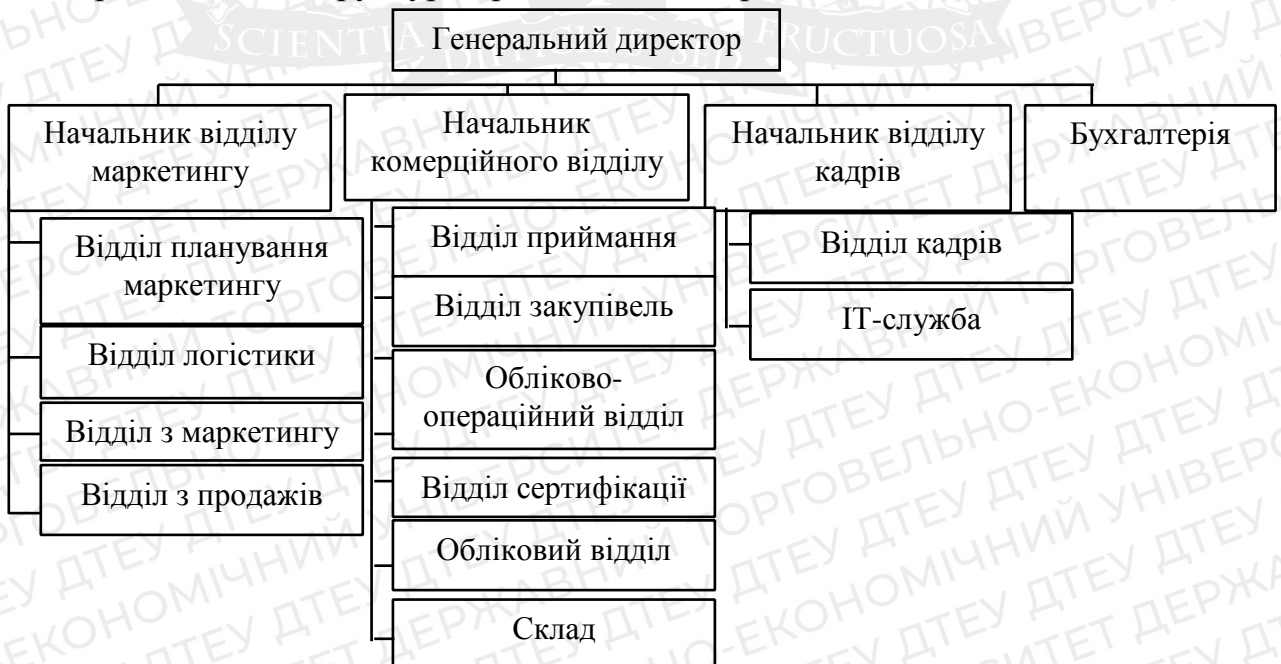 Генеральний директор
Начальник відділу
маркетингу
Начальник
комерційного відділу
Начальник відділу
кадрів
Бухгалтерія
Відділ планування
маркетингу
Відділ логістики
Відділ з маркетингу
Відділ з продажів
Відділ приймання
Відділ закупівель
Обліково-
операційний відділ
Відділ сертифікації
Обліковий відділ
Склад
Відділ кадрів
ІТ-служба